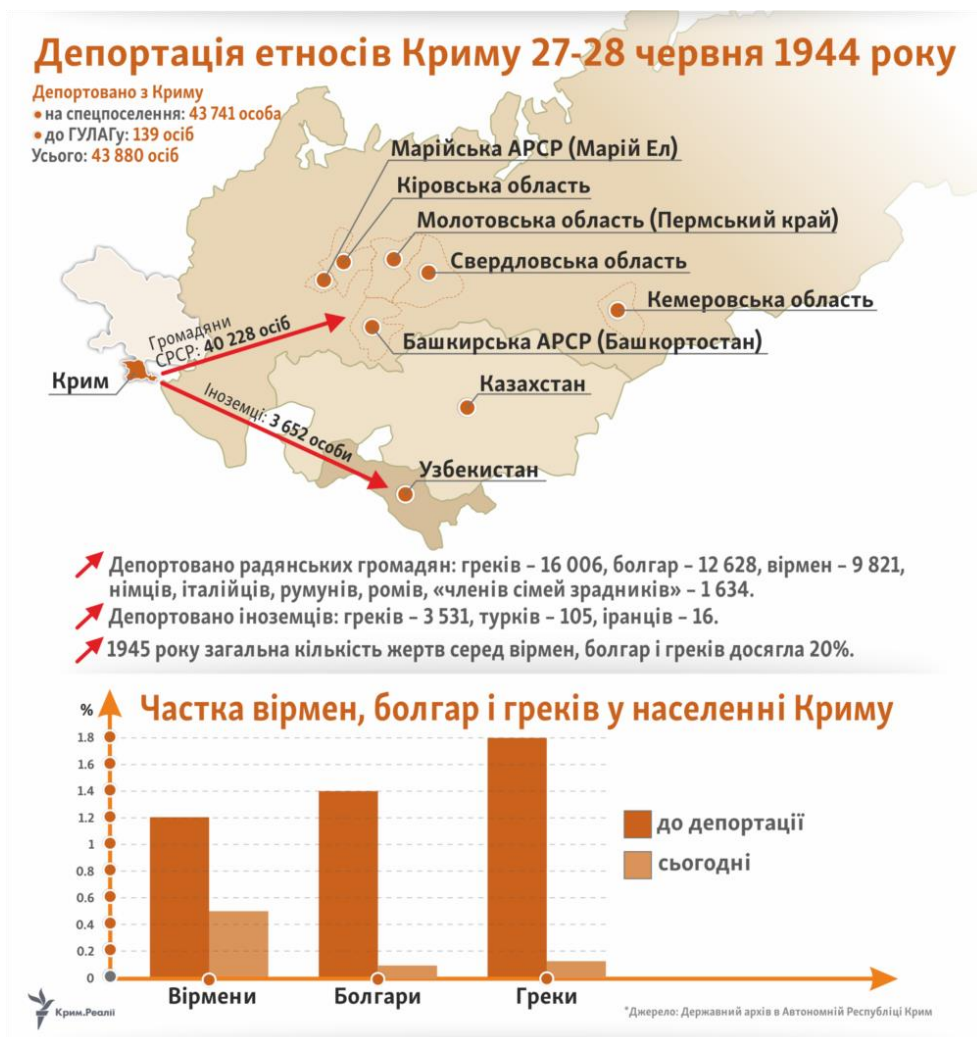 Депортація етносів Криму 27-28 червня 1944 року
Депортовано з Криму
• на спецпоселення: 43 741 особа
• до ГУЛАГу: 139 осіб
Усього: 43 880 осіб
Марійська АРСР (Марій Ел)
Кіровська область
Молотовська область (Пермський край)
Свердловська область
Кемеровська область
Громадяни
СРСР: 40 228 осіб
Башкирська АРСР (Башкортостан)
Крим
Казахстан
Іноземці: 3 652 особи
Узбекистан
Депортовано радянських громадян: греків – 16 006, болгар – 12 628, вірмен – 9 821,
німців, італійців, румунів, ромів, «членів сімей зрадників» – 1 634.
Депортовано іноземців: греків – 3 531, турків – 105, іранців – 16.
1945 року загальна кількість жертв серед вірмен, болгар і греків досягла 20%.
Частка вірмен, болгар і греків у населенні Криму
%
1.8
1.6
1.4
1.2
1
0.8
0.6
0.4
0.2
0
до депортації
сьогодні
Вірмени
Болгари
Греки
Крим.Реалії
*Джерело: Державний архів в Автономній Республіці Крим